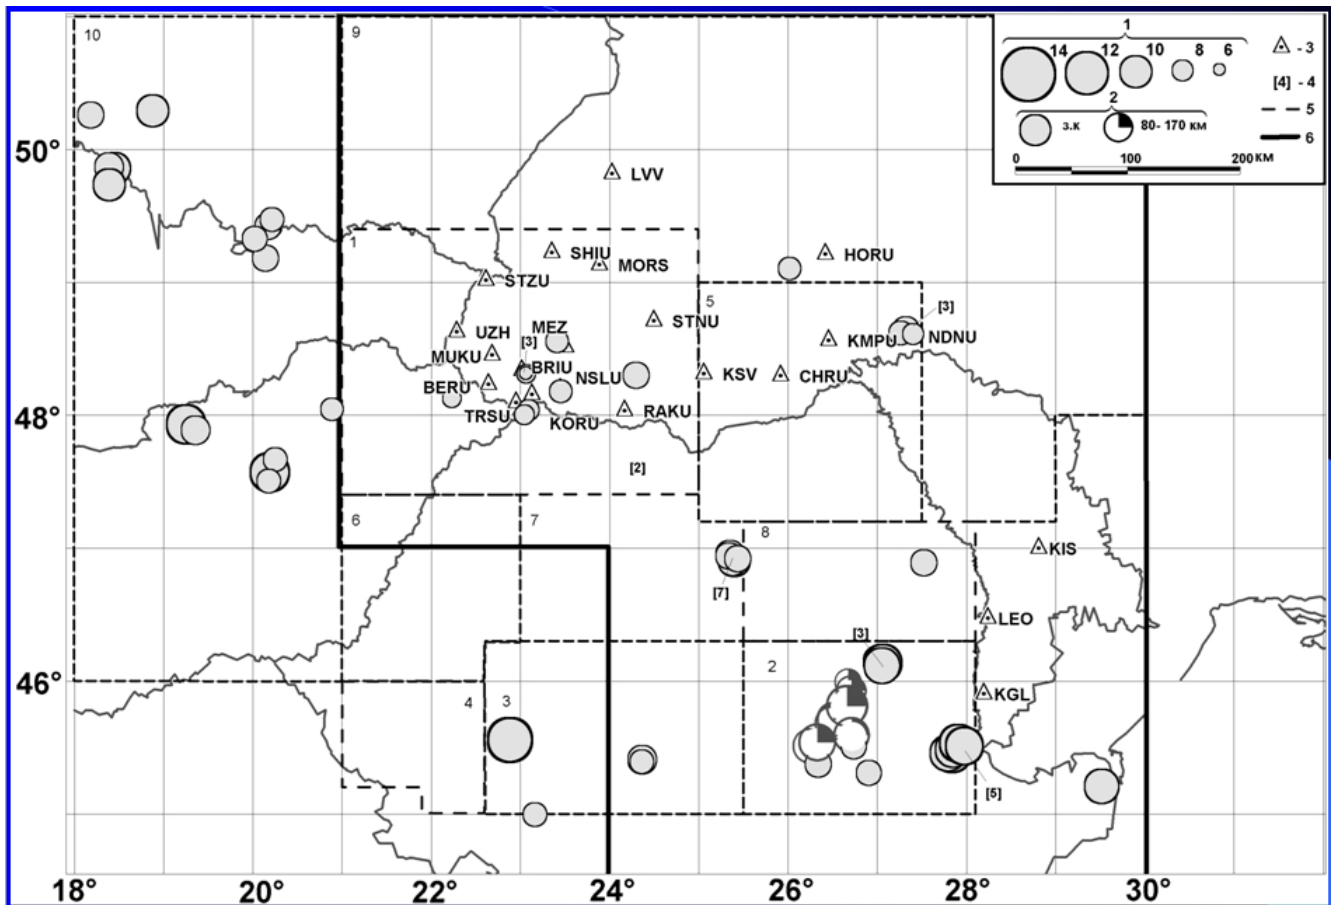 10
9
1
14 12 10 8 6
- 3
[4] - 4
2
з.к
80- 170 км
5
6
0 100 200 км
50°
LVV
1
SHIU
MORS
HORU
STZU
5
[3]
STNU
UZH
MEZ
KMPU
NDNU
MUKU
[3]
BRIU
NSLU
KSV
CHRU
BERU
TRSU
KORU
RAKU
48°
[2]
6
7
8
KIS
[7]
LEO
[3]
2
46°
KGL
4
3
[5]
18° 20° 22° 24° 26° 28° 30°